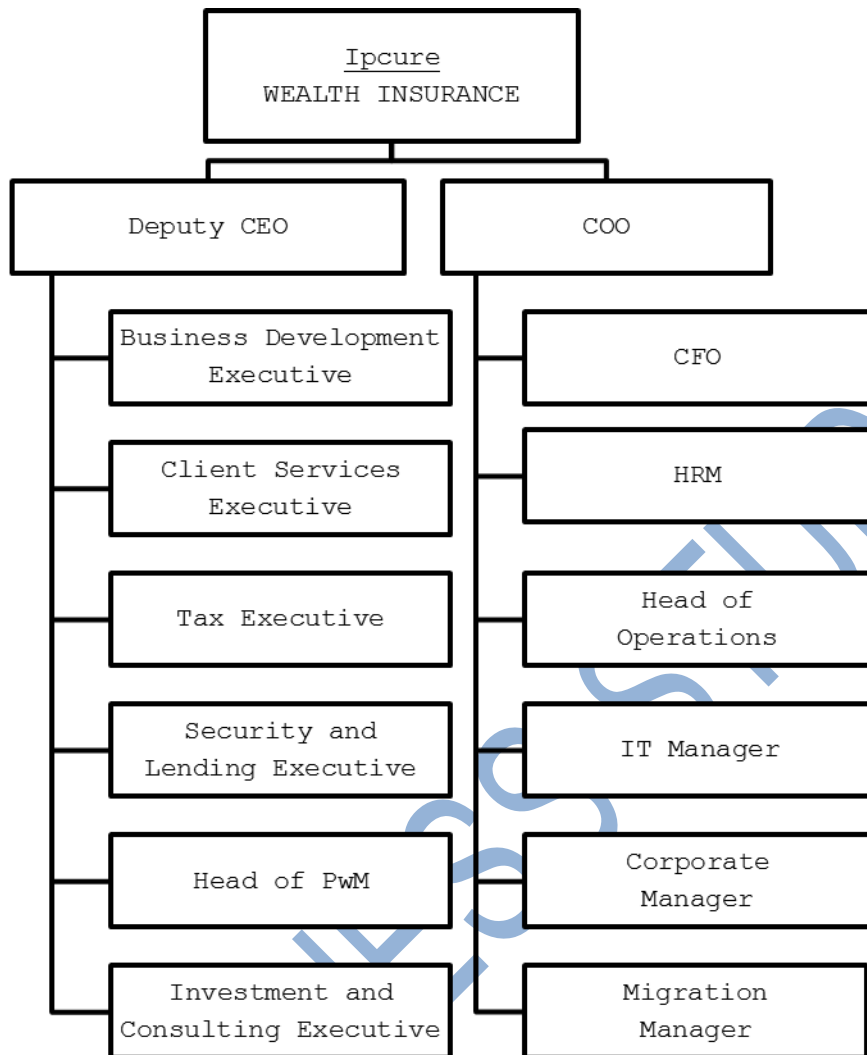 Ipcure
WEALTH INSURANCE
Deputy CEO
COO
Business Development
Executive
CFO
Client Services
Executive
HRM
Tax Executive
Head of
Operations
Security and
Lending Executive
IT Manager
Head of PwM
Corporate
Manager
Investment and
Consulting Executive
Migration
Manager